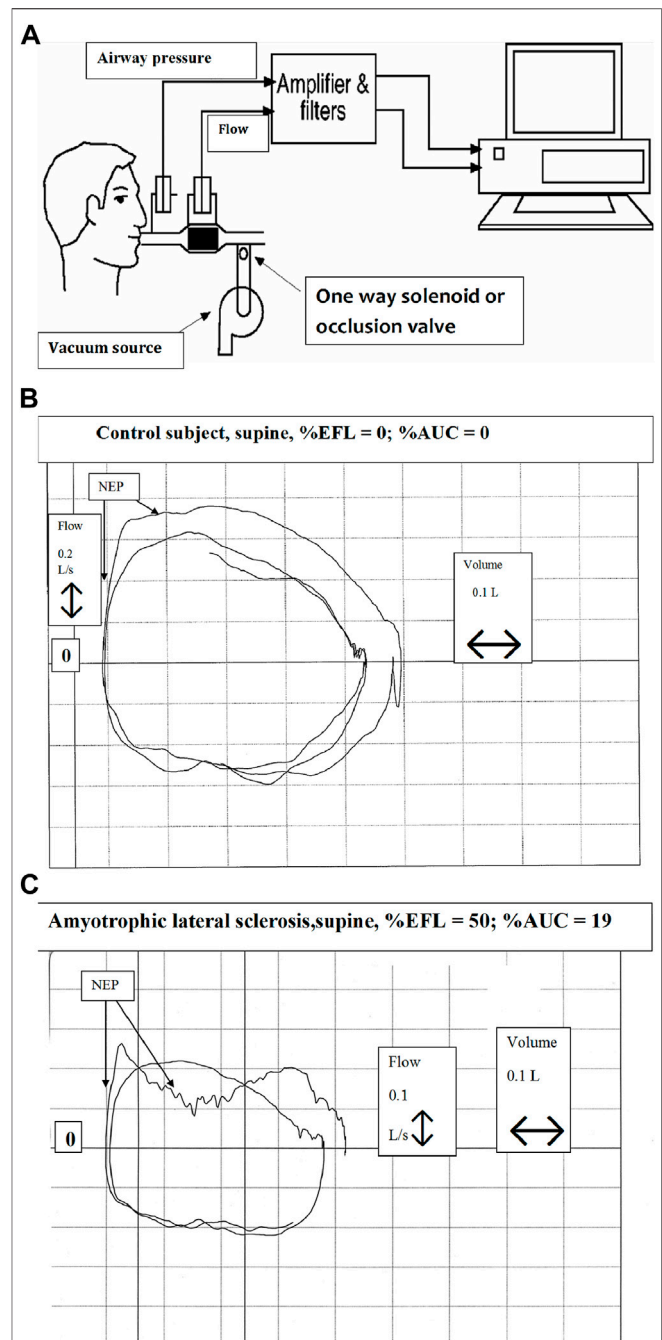 A
Airway pressure
Amplifier &
filters
Flow
One way solenoid or
occlusion valve
Vacuum source
B
Control subject, supine, %EFL = 0; %AUC = 0
NEP
Flow
0.2
L/s
Volume
0.1 L
0
C
Amyotrophic lateral sclerosis,supine, %EFL = 50; %AUC = 19
NEP
Flow
0.1
L/s
Volume
0.1 L
0